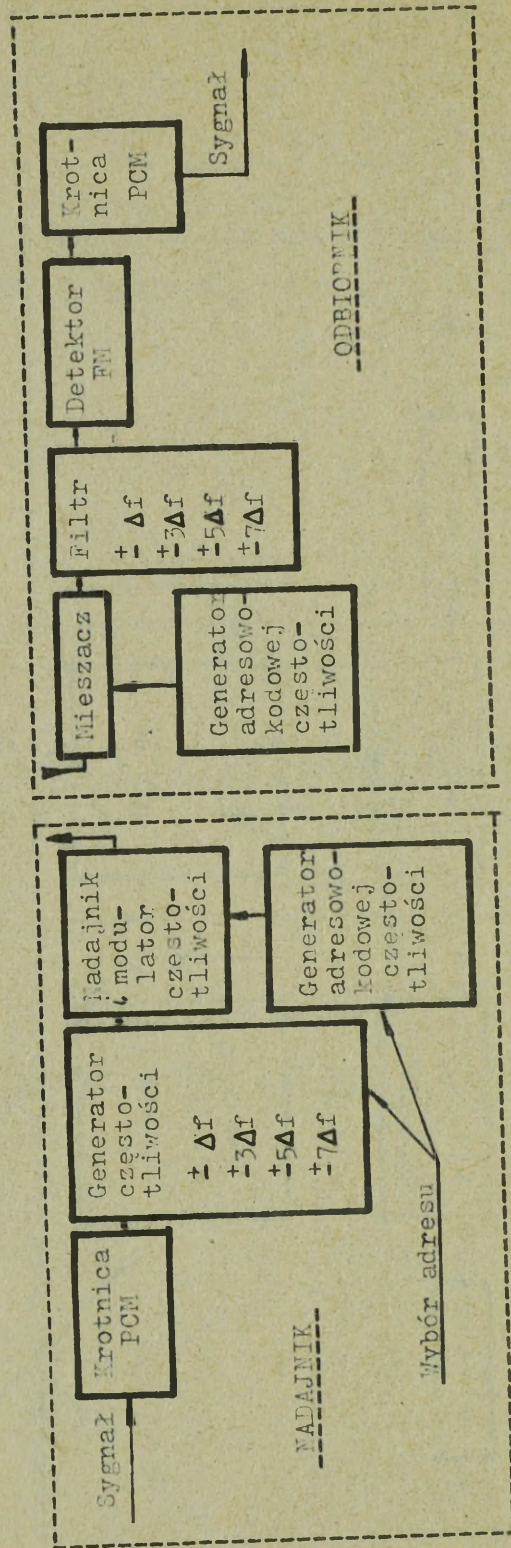 Sygnał
Krotnica
PCM
Generator
często-
tliwości
± Δf
±3Δf
±5Δf
±7Δf
Nadajnik
i modu-
lator
często-
tliwości
Generator
adresowo-
kodowej
często-
tliwości
Wybór adresu
NADAJNIK
Mieszacz
Generator
adresowo-
kodowej
często-
tliwości
Filtr
± Δf
±3Δf
±5Δf
±7Δf
Detektor
FM
Krot-
nica
PCM
Sygnał
ODBIORNIK